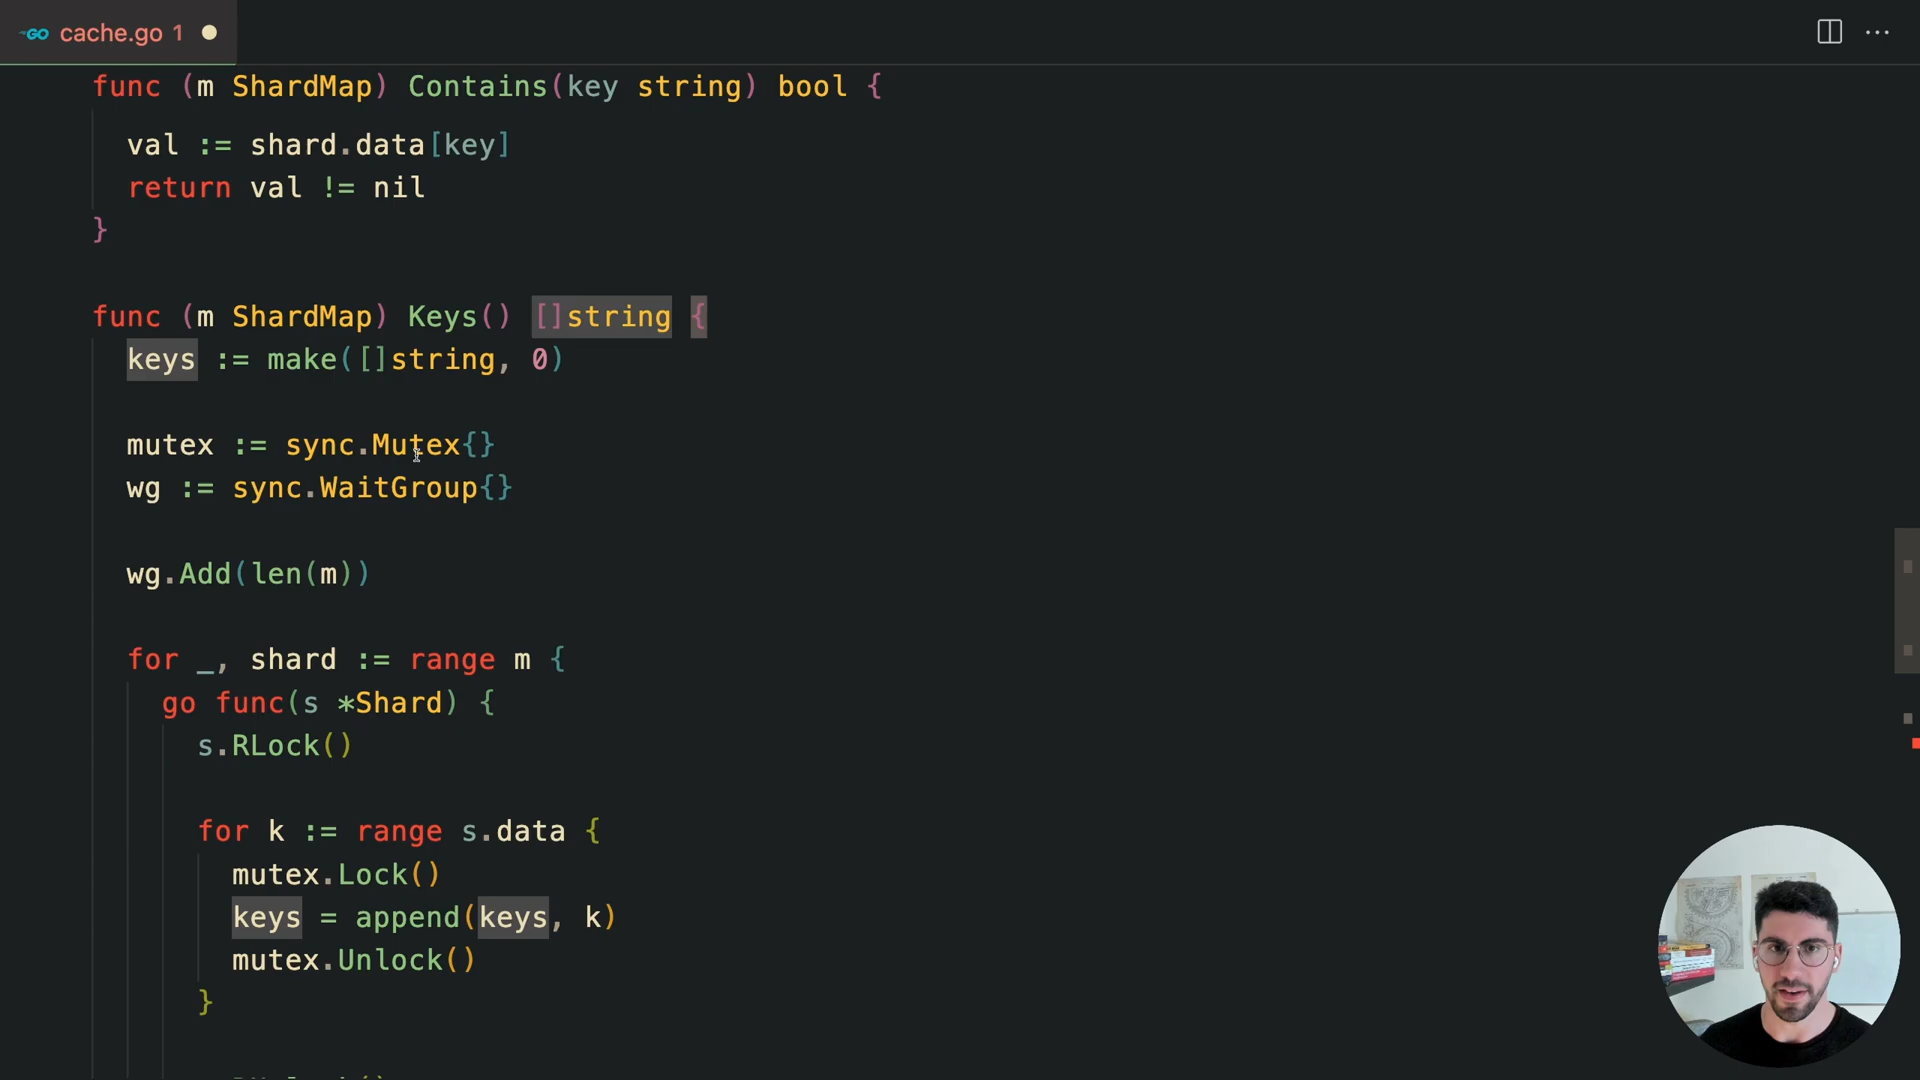 GO cache.go 1
func (m ShardMap) Contains(key string) bool {
val := shard.data[key]
return val != nil
}
func (m ShardMap) Keys() []string {
keys := make([]string, 0)
mutex := sync.Mutex{}
wg := sync.WaitGroup{}
wg.Add(len(m))
for _, shard := range m {
go func(s *Shard) {
s.RLock()
for k := range s.data {
mutex.Lock()
keys = append(keys, k)
mutex.Unlock()
}